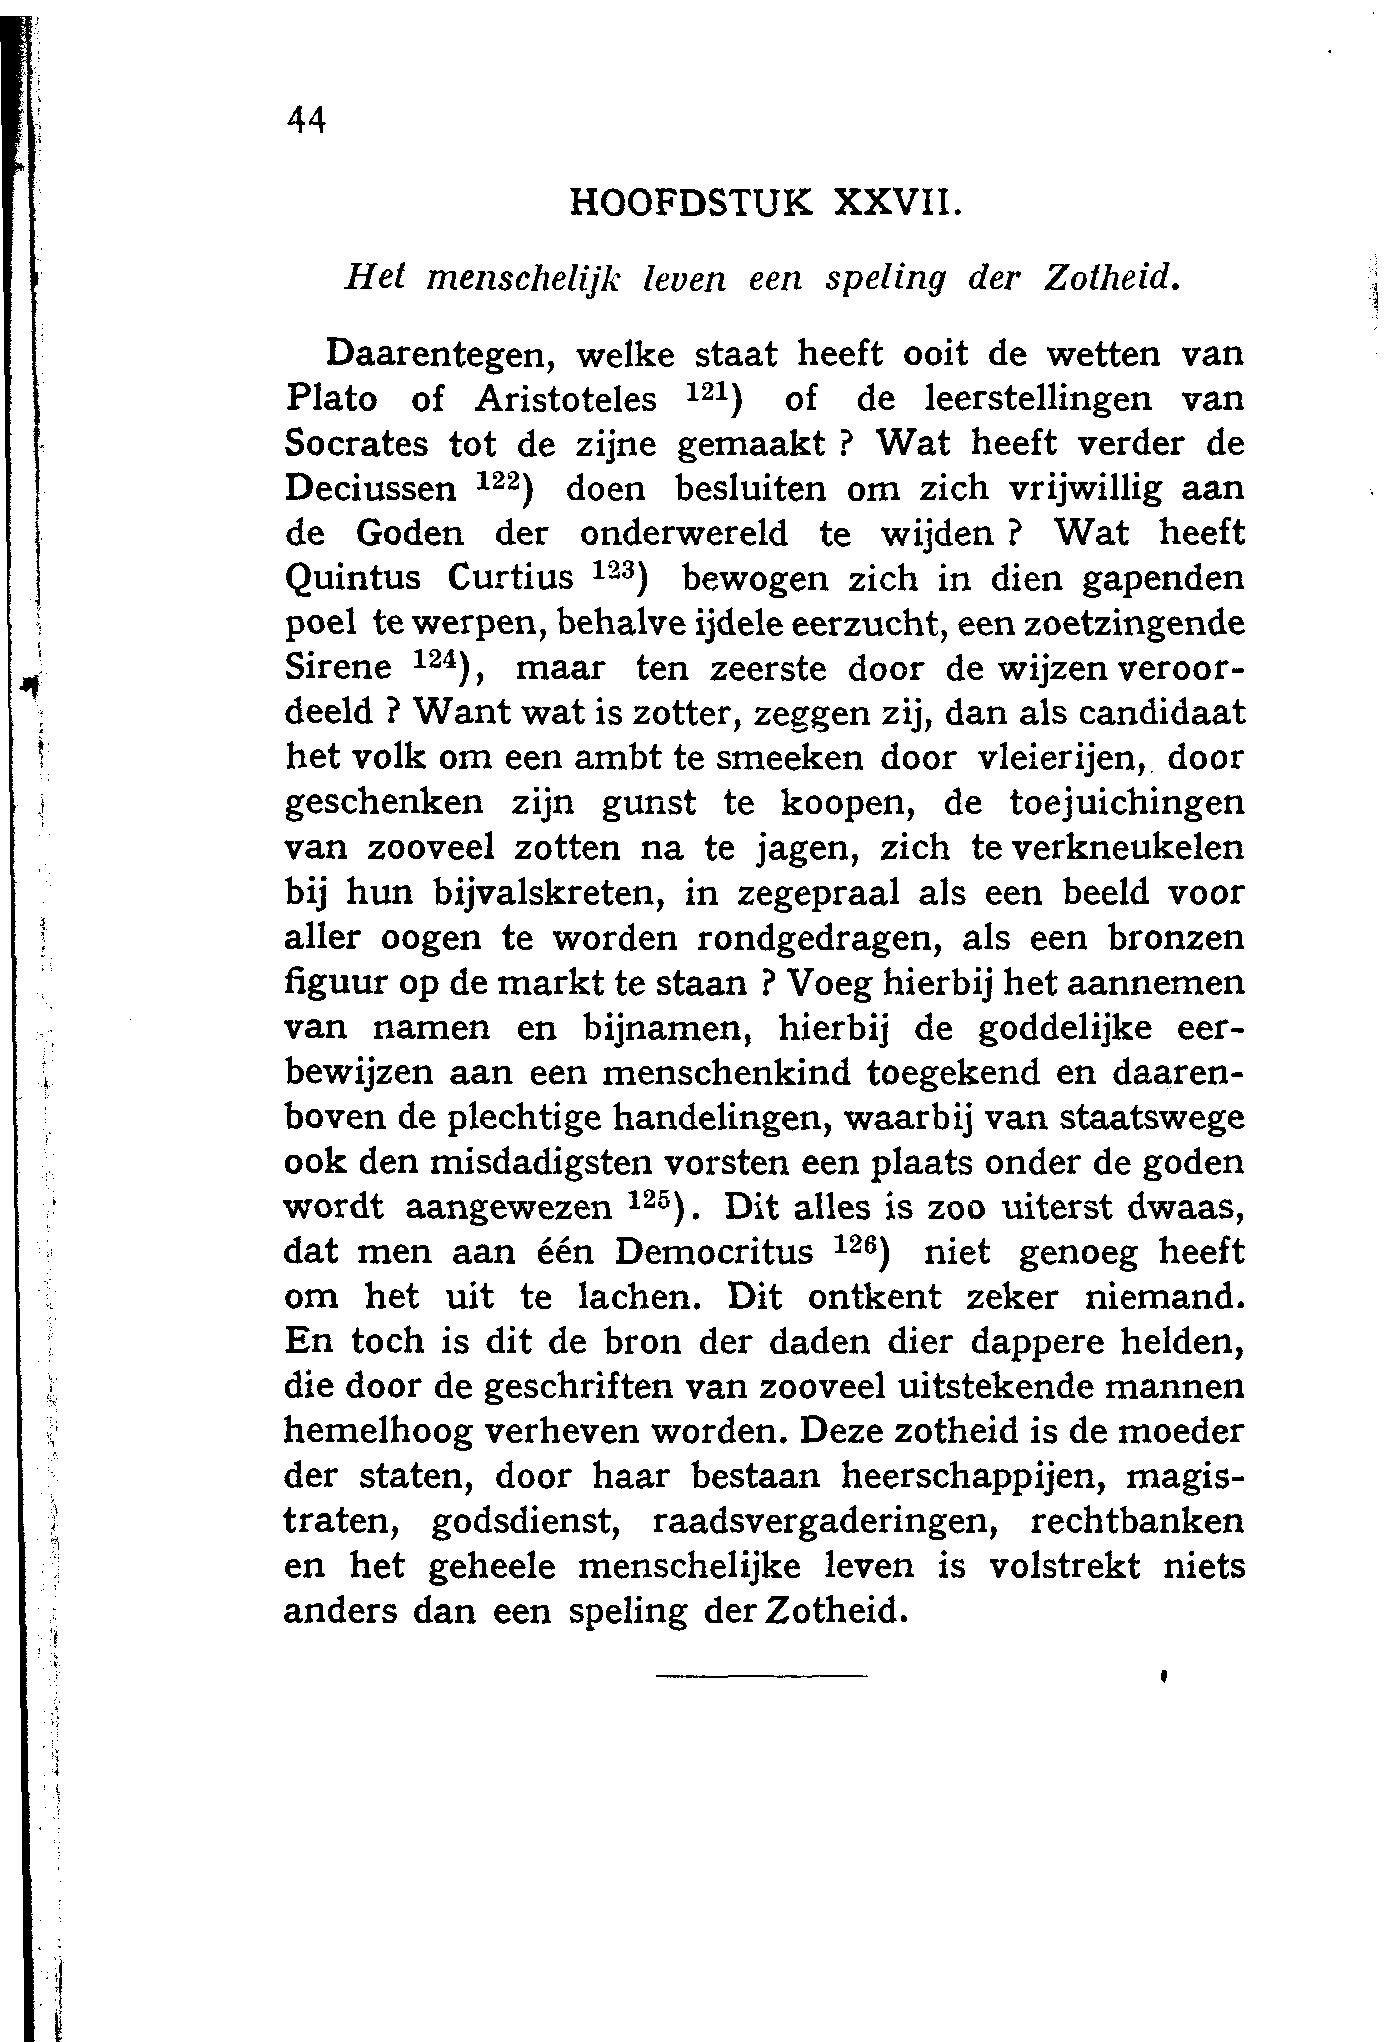 44
HOOFDSTUK XXVII.
Het menschelijk leven een speling der Zotheid.
Daarentegen, welke staat heeft ooit de wetten van
Plato of Aristoteles ¹²¹) of de leerstellingen van
Socrates tot de zijne gemaakt ? Wat heeft verder de
Deciussen ¹²²) doen besluiten om zich vrijwillig aan
de Goden der onderwereld te wijden ? Wat heeft
Quintus Curtius ¹²³) bewogen zich in dien gapenden
poel te werpen, behalve ijdele eerzucht, een zoetzingende
Sirene ¹²⁴), maar ten zeerste door de wijzen veroor-
deeld ? Want wat is zotter, zeggen zij, dan als candidaat
het volk om een ambt te smeeken door vleierijen, door
geschenken zijn gunst te koopen, de toejuichingen
van zooveel zotten na te jagen, zich te verkneukelen
bij hun bijvalskreten, in zegepraal als een beeld voor
aller oogen te worden rondgedragen, als een bronzen
figuur op de markt te staan ? Voeg hierbij het aannemen
van namen en bijnamen, hierbij de goddelijke eer-
bewijzen aan een menschenkind toegekend en daaren-
boven de plechtige handelingen, waarbij van staatswege
ook den misdadigsten vorsten een plaats onder de goden
wordt aangewezen ¹²⁵). Dit alles is zoo uiterst dwaas,
dat men aan één Democritus ¹²⁶) niet genoeg heeft
om het uit te lachen. Dit ontkent zeker niemand.
En toch is dit de bron der daden dier dappere helden,
die door de geschriften van zooveel uitstekende mannen
hemelhoog verheven worden. Deze zotheid is de moeder
der staten, door haar bestaan heerschappijen, magis-
traten, godsdienst, raadsvergaderingen, rechtbanken
en het geheele menschelijke leven is volstrekt niets
anders dan een speling der Zotheid.